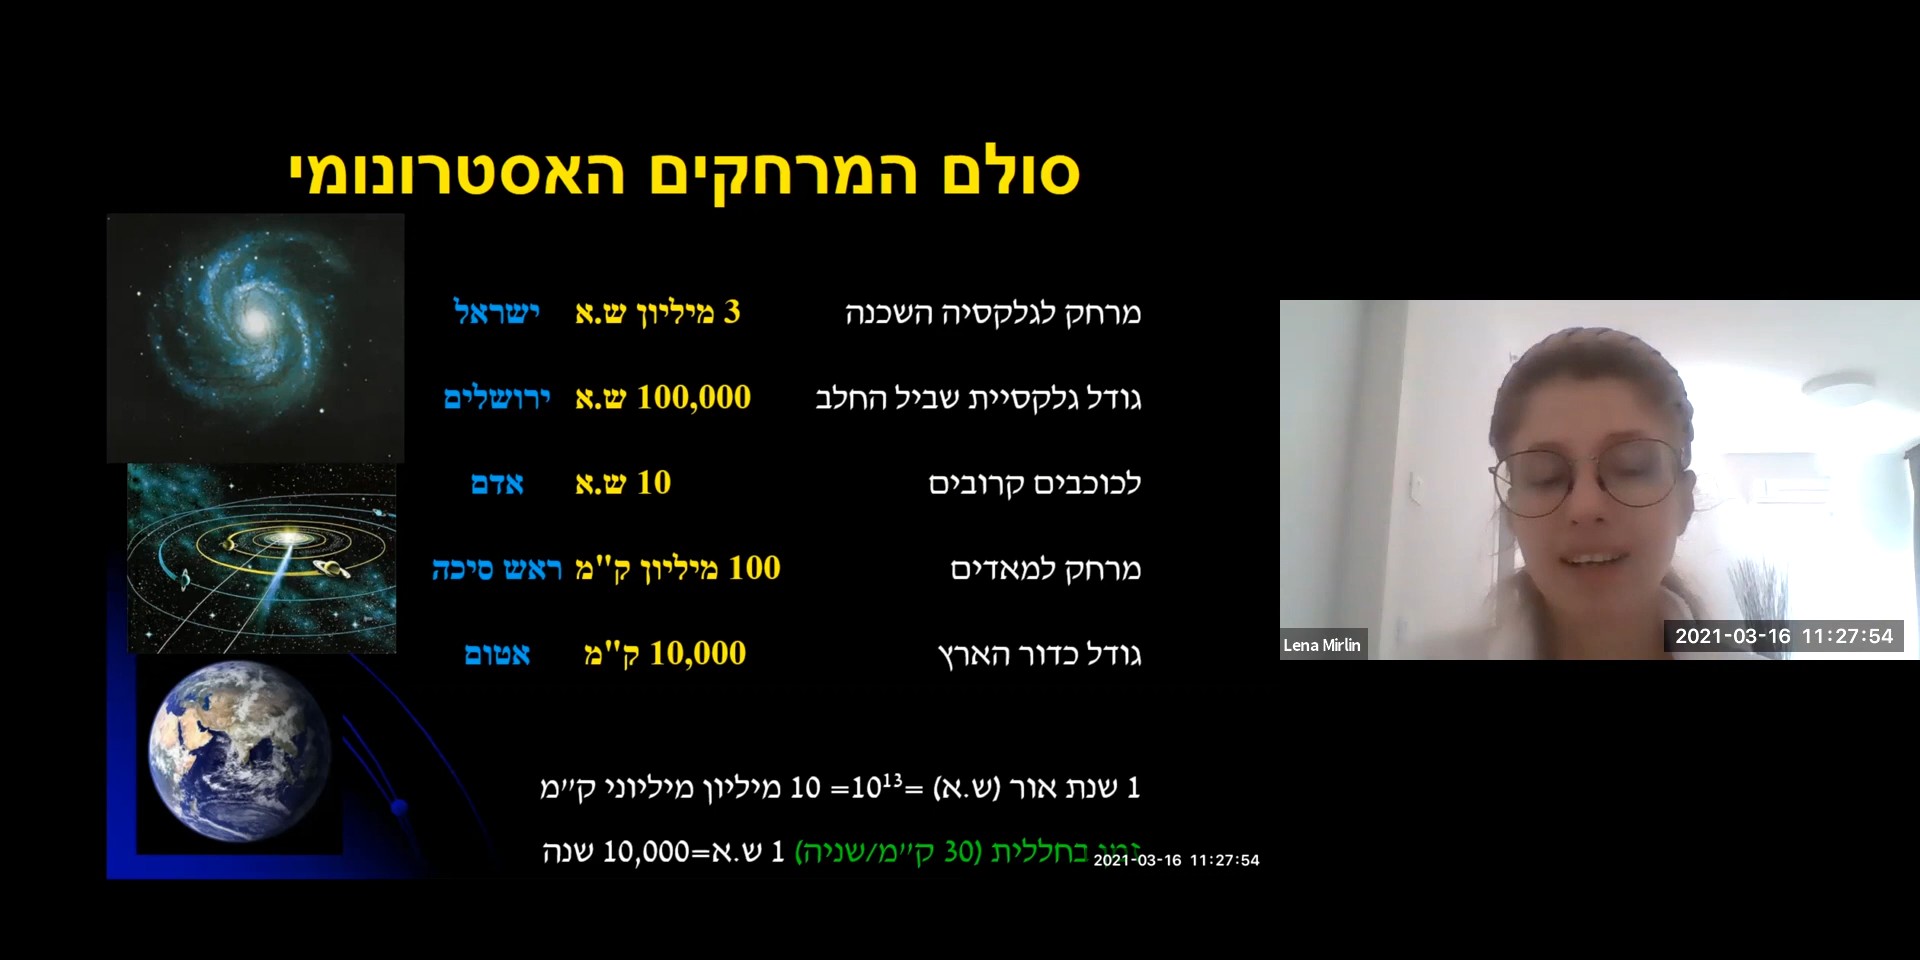 סולם המרחקים האסטרונומי
מרחק לגלקסיה השכנה 3 מיליון ש.א ישראל
גודל גלקסיית שביל החלב 100,000 ש.א ירושלים
לכוכבים קרובים 10 ש.א אדם
מרחק למאדים 100 מיליון ק"מ ראש סיכה
גודל כדור הארץ 10,000 ק"מ אטום
1 שנת אור (ש.א) =10¹³= 10 מיליון מיליוני ק"מ
זמן בחללית (30 ק"מ/שניה) 1 ש.א=10,000 שנה
2021-03-16 11:27:54
Lena Mirlin
2021-03-16 11:27:54